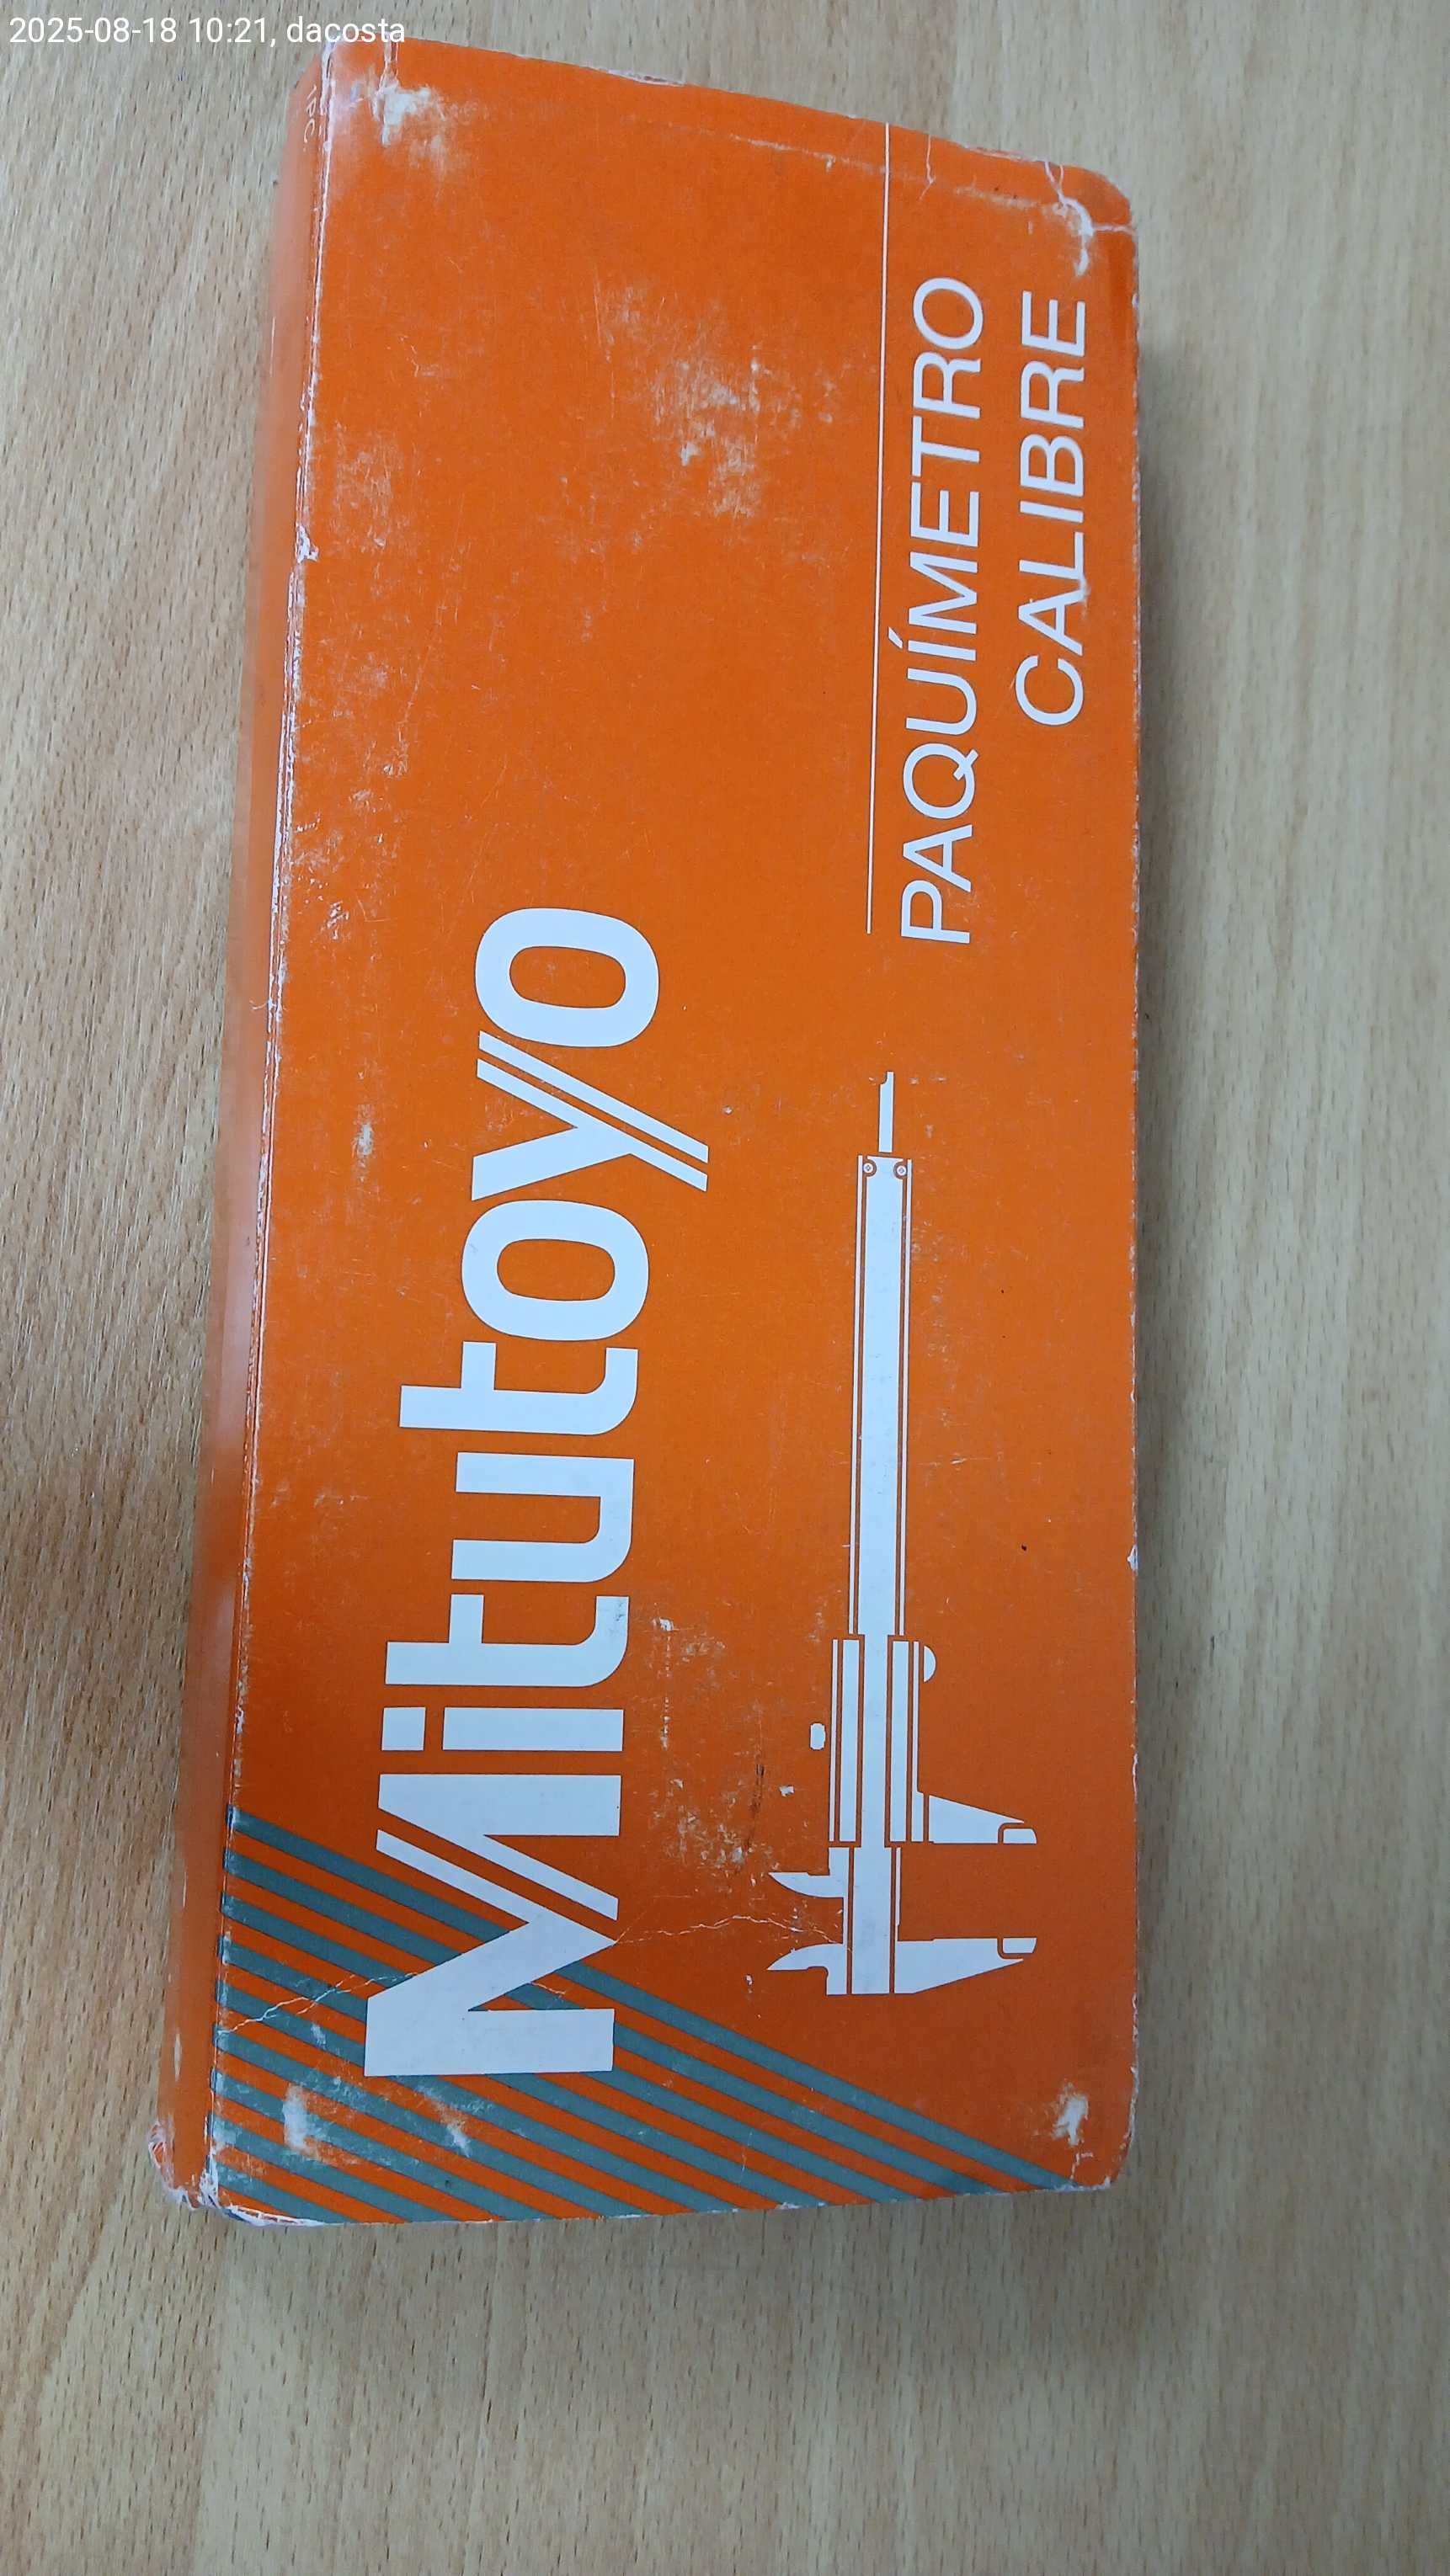 2025-08-18 10:21, dacosta
Mitutoyo
PAQUÍMETRO
CALIBRE